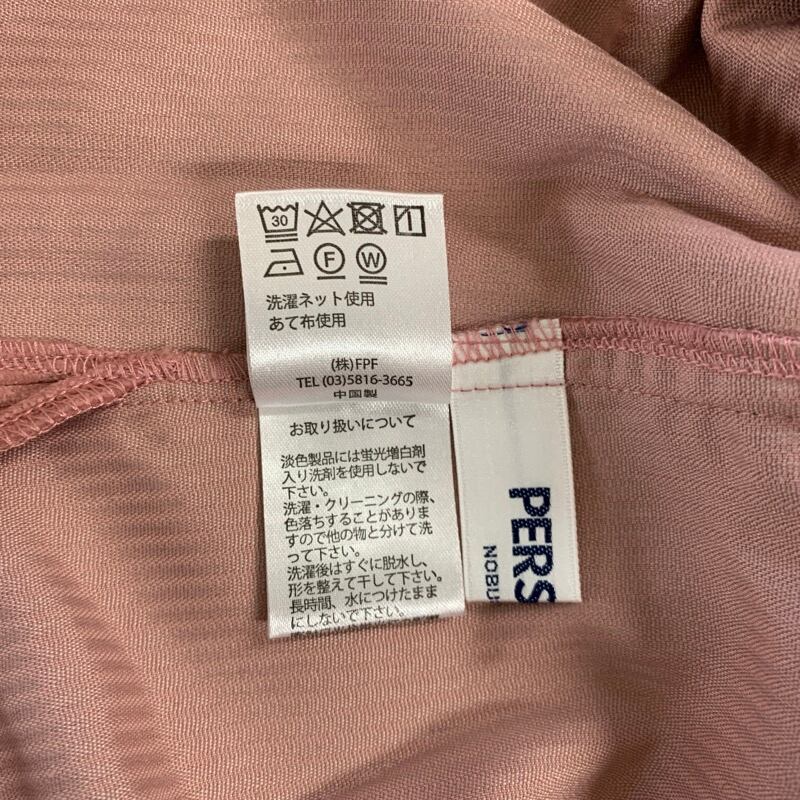 30
F W
洗濯ネット使用
あて布使用
(株)FPF
TEL (03)5816-3665
中国製
お取り扱いについて
淡色製品には蛍光増白剤
入り洗剤を使用しないで
下さい。
洗濯・クリーニングの際、
色落ちすることがありま
すので他の物と分けて洗
って下さい。
洗濯後はすぐに脱水し、
形を整えて干して下さい。
長時間、水につけたまま
にしないで下さい。
PERS
NOBU